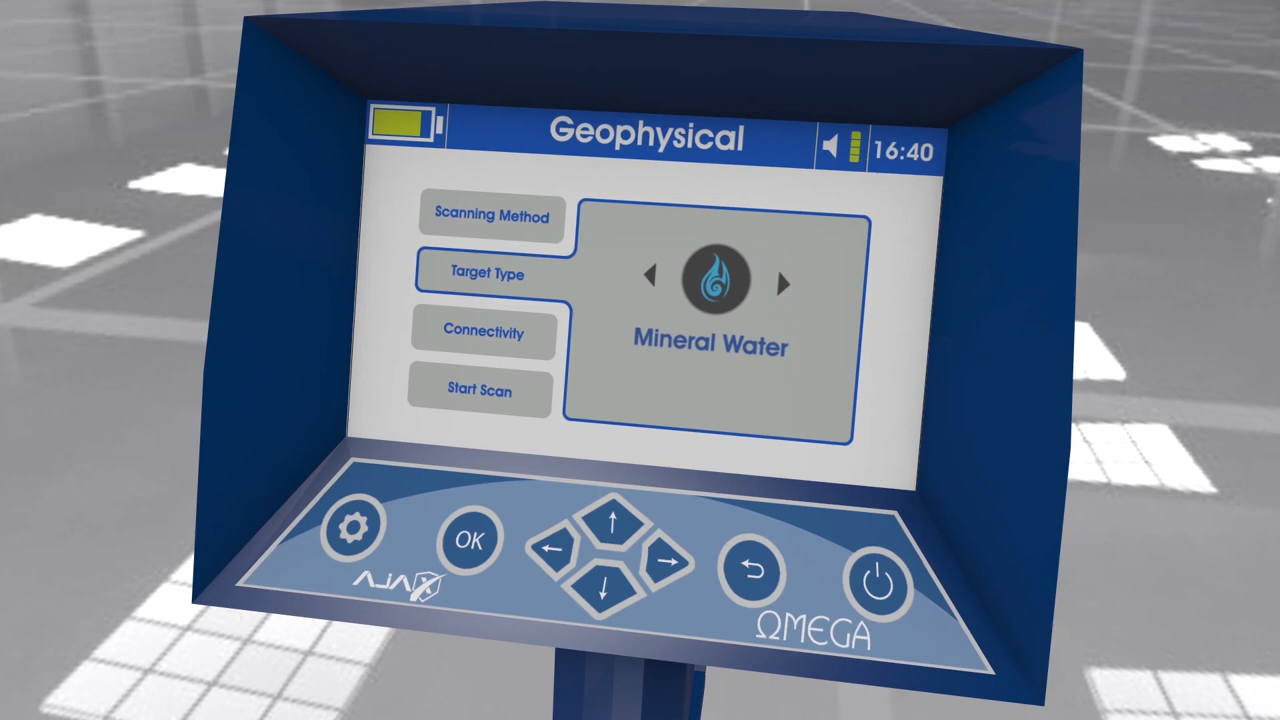 Geophysical
16:40
Scanning Method
Target Type
Connectivity
Start Scan
Mineral Water
OK
AJAX
ΩMEGA